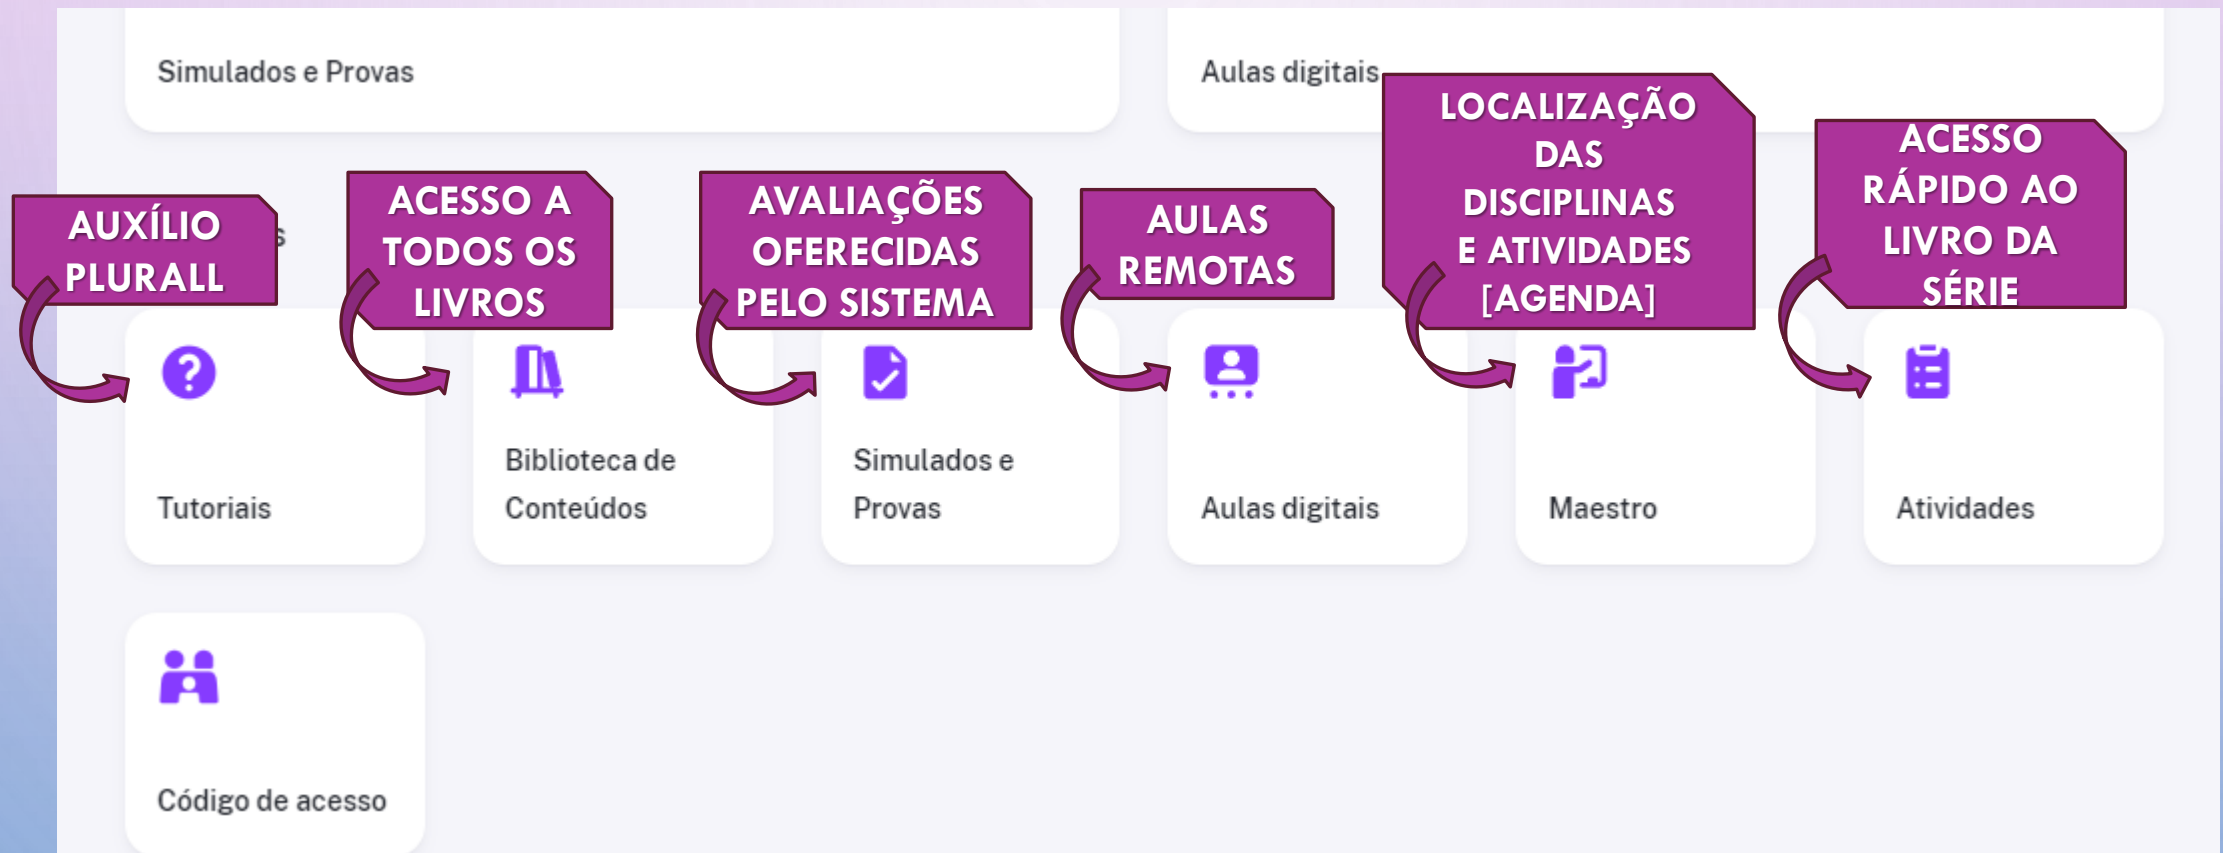 Simulados e Provas
Aulas digitais
AUXÍLIO
PLURALL
ACESSO A
TODOS OS
LIVROS
AVALIAÇÕES
OFERECIDAS
PELO SISTEMA
AULAS
REMOTAS
LOCALIZAÇÃO
DAS
DISCIPLINAS
E ATIVIDADES
[AGENDA]
ACESSO
RÁPIDO AO
LIVRO DA
SÉRIE
Tutoriais
Biblioteca de
Conteúdos
Simulados e
Provas
Aulas digitais
Maestro
Atividades
Código de acesso